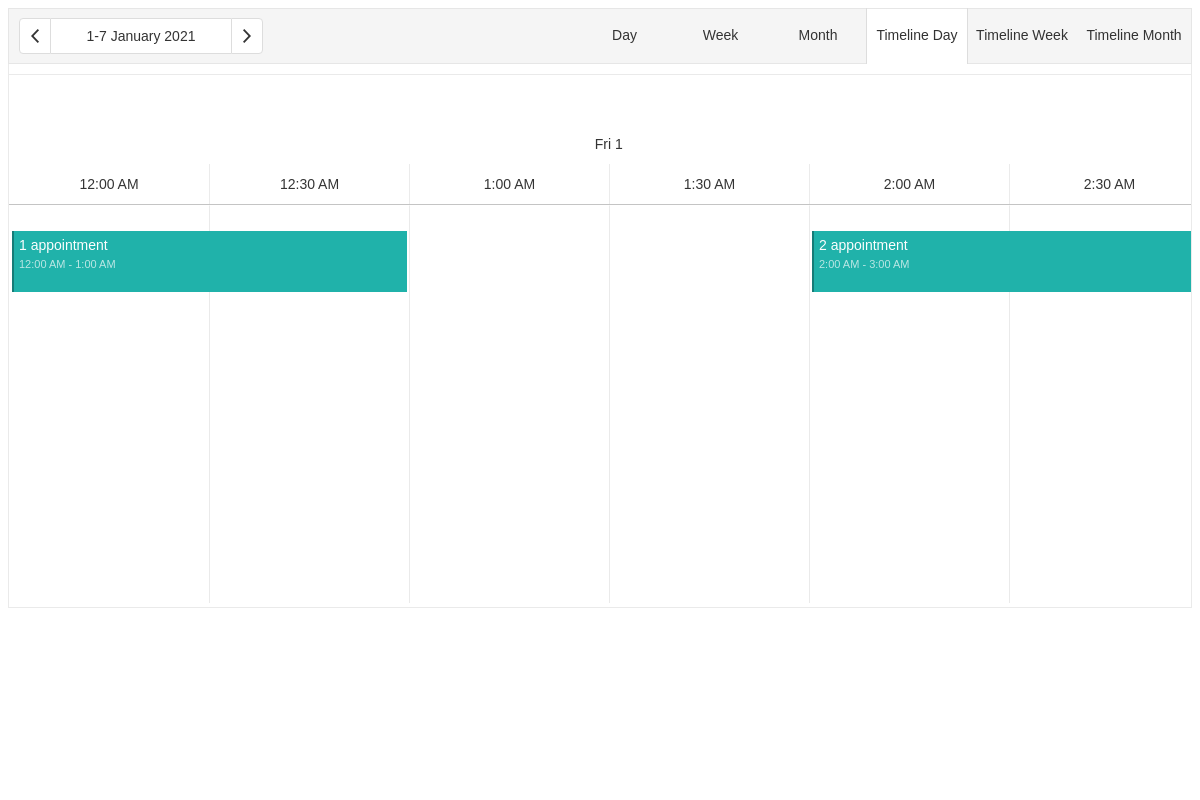 1-7 January 2021
Day Week Month Timeline Day Timeline Week Timeline Month
Fri 1
12:00 AM 12:30 AM 1:00 AM 1:30 AM 2:00 AM 2:30 AM
1 appointment
12:00 AM - 1:00 AM
2 appointment
2:00 AM - 3:00 AM